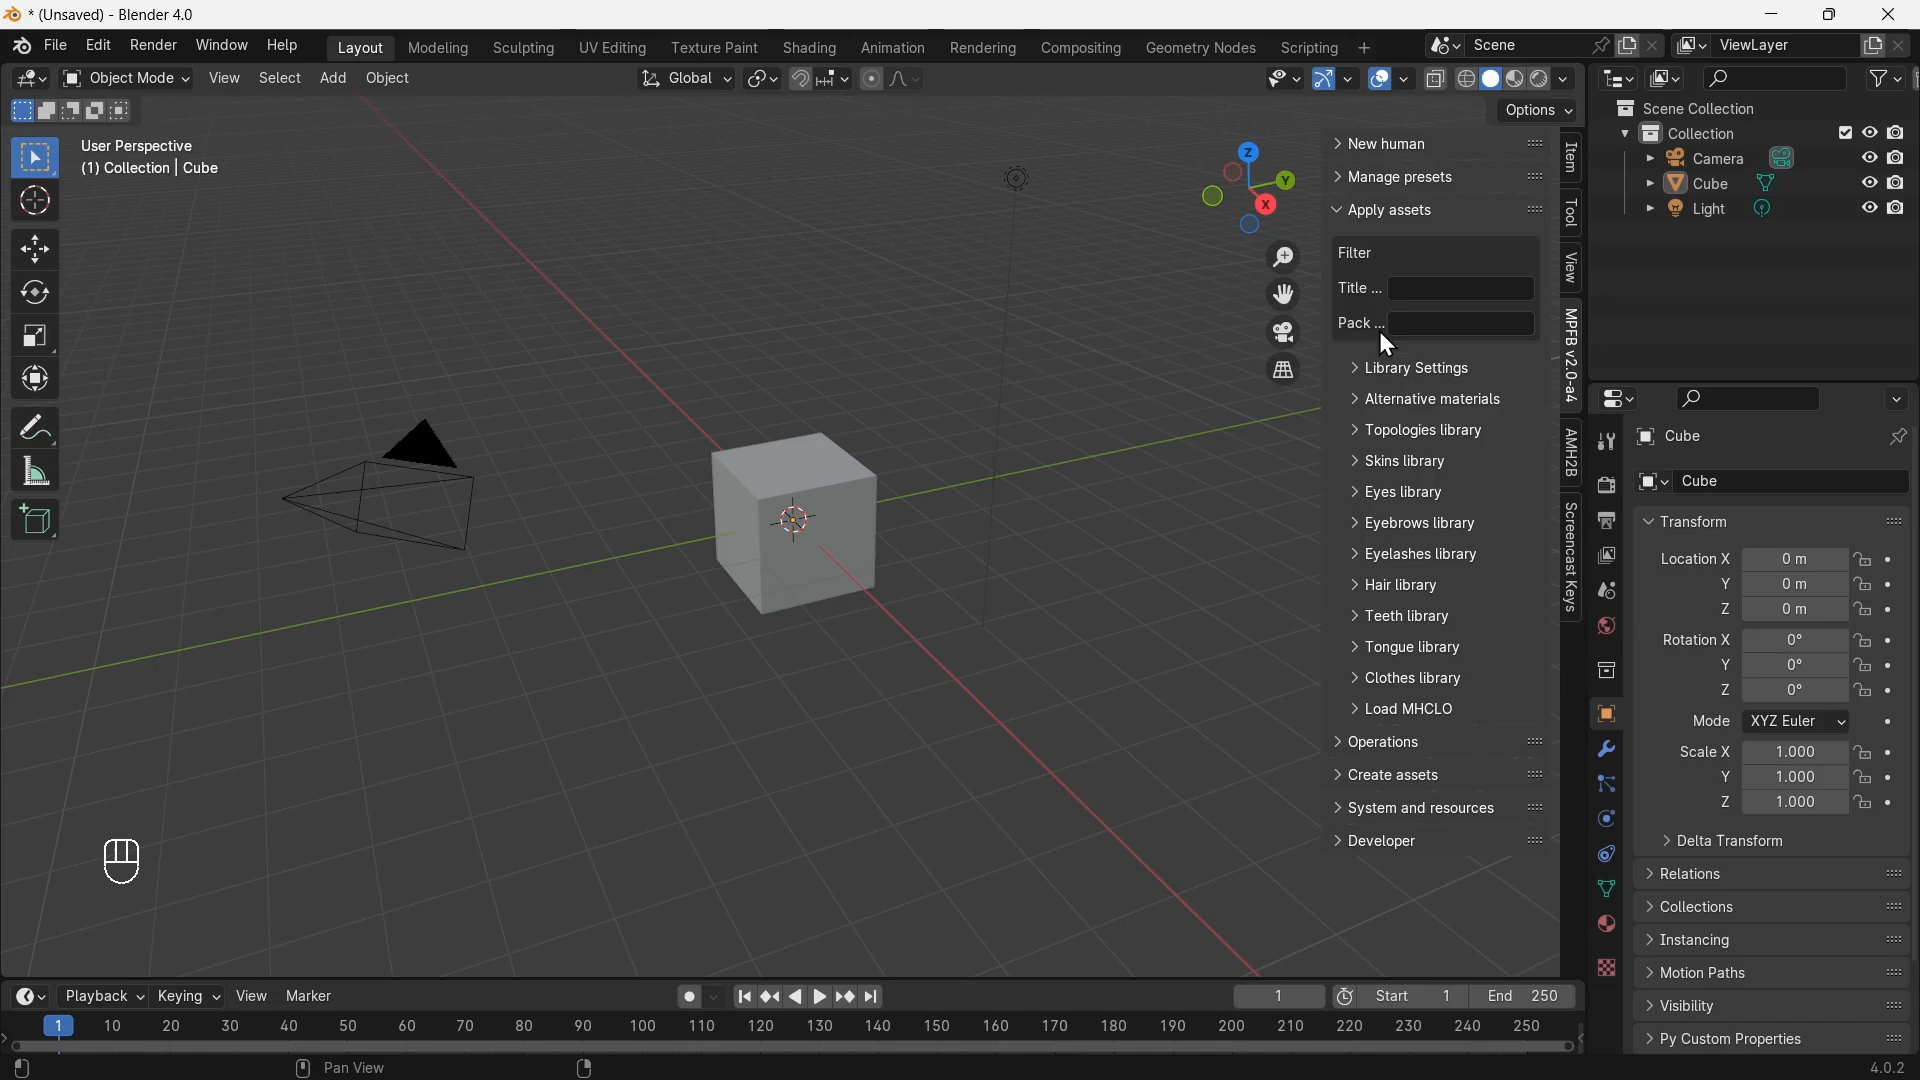 * (Unsaved) - Blender 4.0
File Edit Render Window Help Layout Modeling Sculpting UV Editing Texture Paint Shading Animation Rendering Compositing Geometry Nodes Scripting + Scene ViewLayer
Object Mode View Select Add Object Global
Options
User Perspective
(1) Collection | Cube
Z
Y
X
New human
Manage presets
Apply assets
Filter
Title ...
Pack ...
Library Settings
Alternative materials
Topologies library
Skins library
Eyes library
Eyebrows library
Eyelashes library
Hair library
Teeth library
Tongue library
Clothes library
Load MHCLO
Operations
Create assets
System and resources
Developer
Item
Tool
View
MPFB v2.0-a4
AMH2B
Screencast Keys
Scene Collection
Collection
Camera
Cube
Light
Cube
Cube
Transform
Location X 0 m
Y 0 m
Z 0 m
Rotation X 0°
Y 0°
Z 0°
Mode XYZ Euler
Scale X 1.000
Y 1.000
Z 1.000
Delta Transform
Relations
Collections
Instancing
Motion Paths
Visibility
Py Custom Properties
Playback Keying View Marker 1 Start 1 End 250
1 10 20 30 40 50 60 70 80 90 100 110 120 130 140 150 160 170 180 190 200 210 220 230 240 250
Pan View 4.0.2